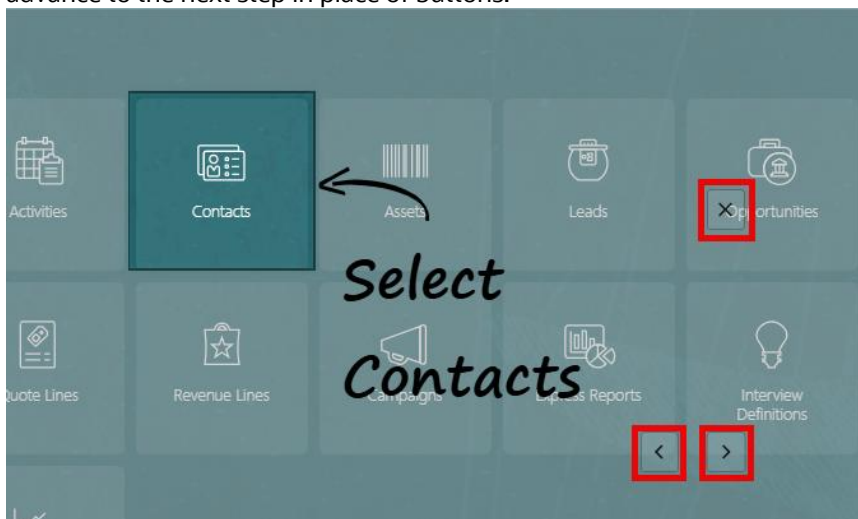 advance to the next step in place of buttons.
Activities
Contacts
Assets
Leads
Opportunities
Select
Contacts
Quote Lines
Revenue Lines
Campaigns
Express Reports
Interview
Definitions